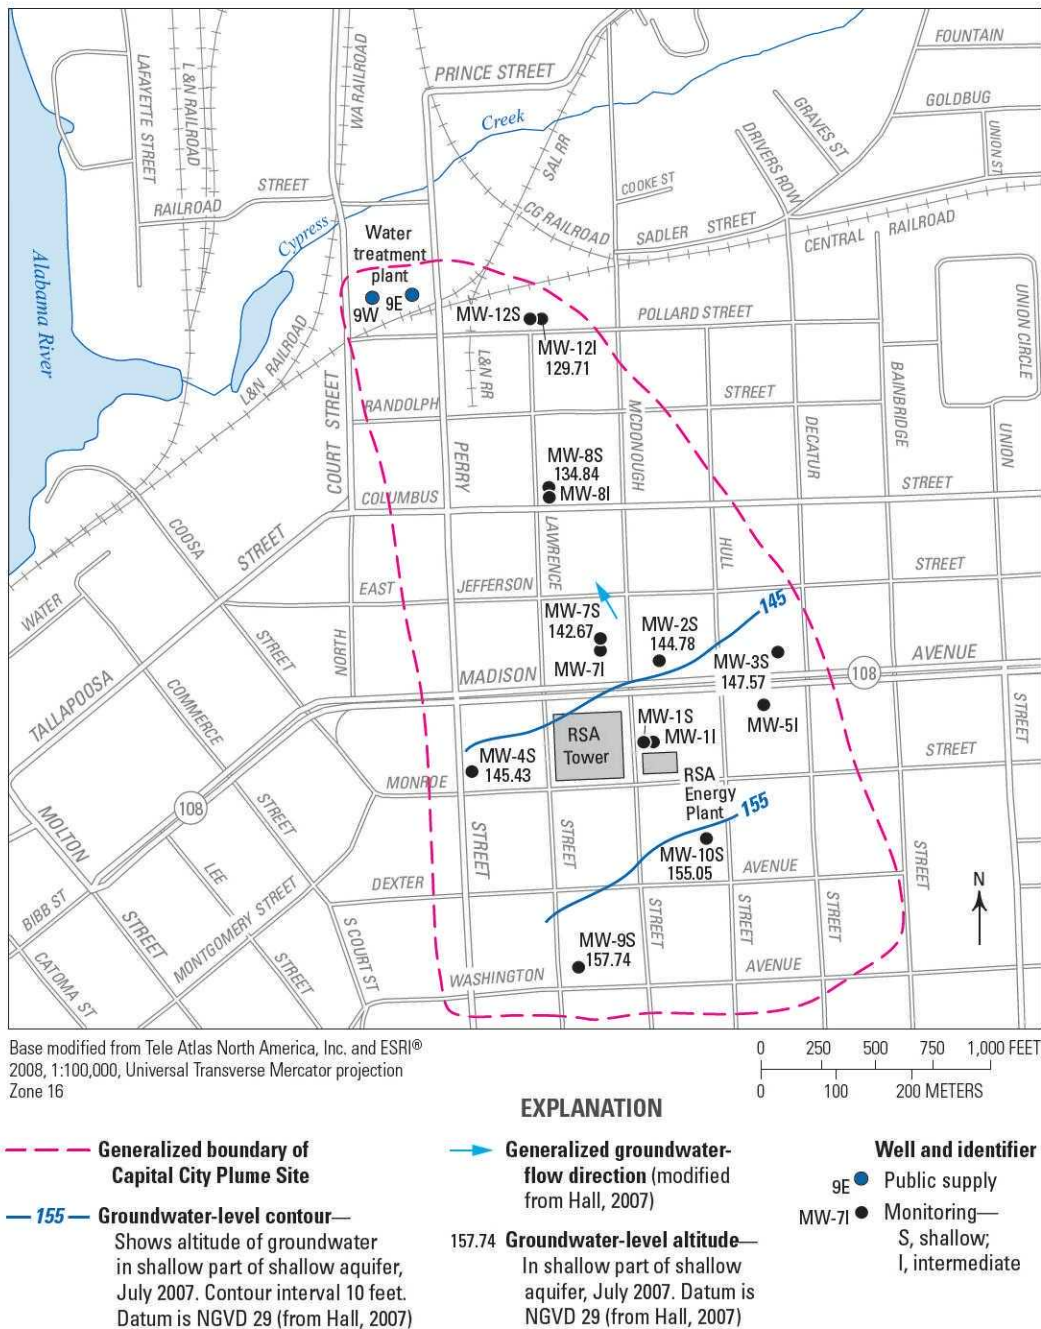 FOUNTAIN
LAFAYETTE STREET
L &N RAILROAD
WA RAILROAD
PRINCE STREET
GOLDBUG
Creek
SAL RR
GRAVES ST
DRIVERS ROW
UNION ST
STREET
RAILROAD
COOKE ST
CG RAILROAD
SADLER STREET
CENTRAL RAILROAD
Cypress
Water
treatment
plant
Alabama River
9E
9W
MW-12S
POLLARD STREET
MW-12I
129.71
UNION CIRCLE
L&N RAILROAD
L&N RR
COURT STREET
RANDOLPH
STREET
MCDONOUGH
DECATUR
BAINBRIDGE
UNION
PERRY
MW-8S
134.84
MW-8I
COLUMBUS
STREET
COOSA
STREET
LAWRENCE
HULL
EAST
JEFFERSON
STREET
WATER
MW-7S
142.67
MW-7I
MW-2S
144.78
145
MW-3S
147.57
NORTH
STREET
MADISON
AVENUE
108
TALLAPOOSA
COMMERCE
MW-1S
MW-1I
MW-5I
RSA
Tower
MW-4S
145.43
STREET
STREET
MONROE
RSA
Energy
Plant
155
108
MOLTON
STREET
STREET
STREET
MW-10S
155.05
AVENUE
STREET
LEE
DEXTER
BIBB ST
MONTGOMERY STREET
STREET
STREET
STREET
STREET
STREET
N
S COURT ST
MW-9S
157.74
CATOMA ST
STREET
WASHINGTON
AVENUE
Base modified from Tele Atlas North America, Inc. and ESRI®
2008, 1:100,000, Universal Transverse Mercator projection
Zone 16
0 250 500 750 1,000 FEET
0 100 200 METERS
EXPLANATION
Generalized boundary of
Capital City Plume Site
155 Groundwater-level contour—
Shows altitude of groundwater
in shallow part of shallow aquifer,
July 2007. Contour interval 10 feet.
Datum is NGVD 29 (from Hall, 2007)
Generalized groundwater-
flow direction (modified
from Hall, 2007)
157.74 Groundwater-level altitude—
In shallow part of shallow
aquifer, July 2007. Datum is
NGVD 29 (from Hall, 2007)
Well and identifier
9E Public supply
MW-7I Monitoring—
S, shallow;
I, intermediate